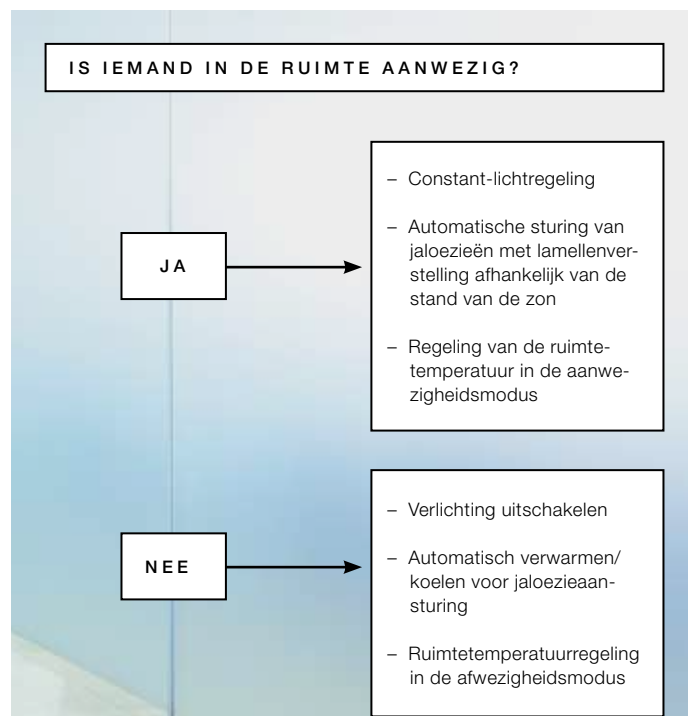 IS IEMAND IN DE RUIMTE AANWEZIG?
JA
– Constant-lichtregeling
– Automatische sturing van
jaloezieën met lamellenver-
stelling afhankelijk van de
stand van de zon
– Regeling van de ruimte-
temperatuur in de aanwe-
zigheidsmodus
NEE
– Verlichting uitschakelen
– Automatisch verwarmen/
koelen voor jaloezieaan-
sturing
– Ruimtetemperatuurregeling
in de afwezigheidsmodus